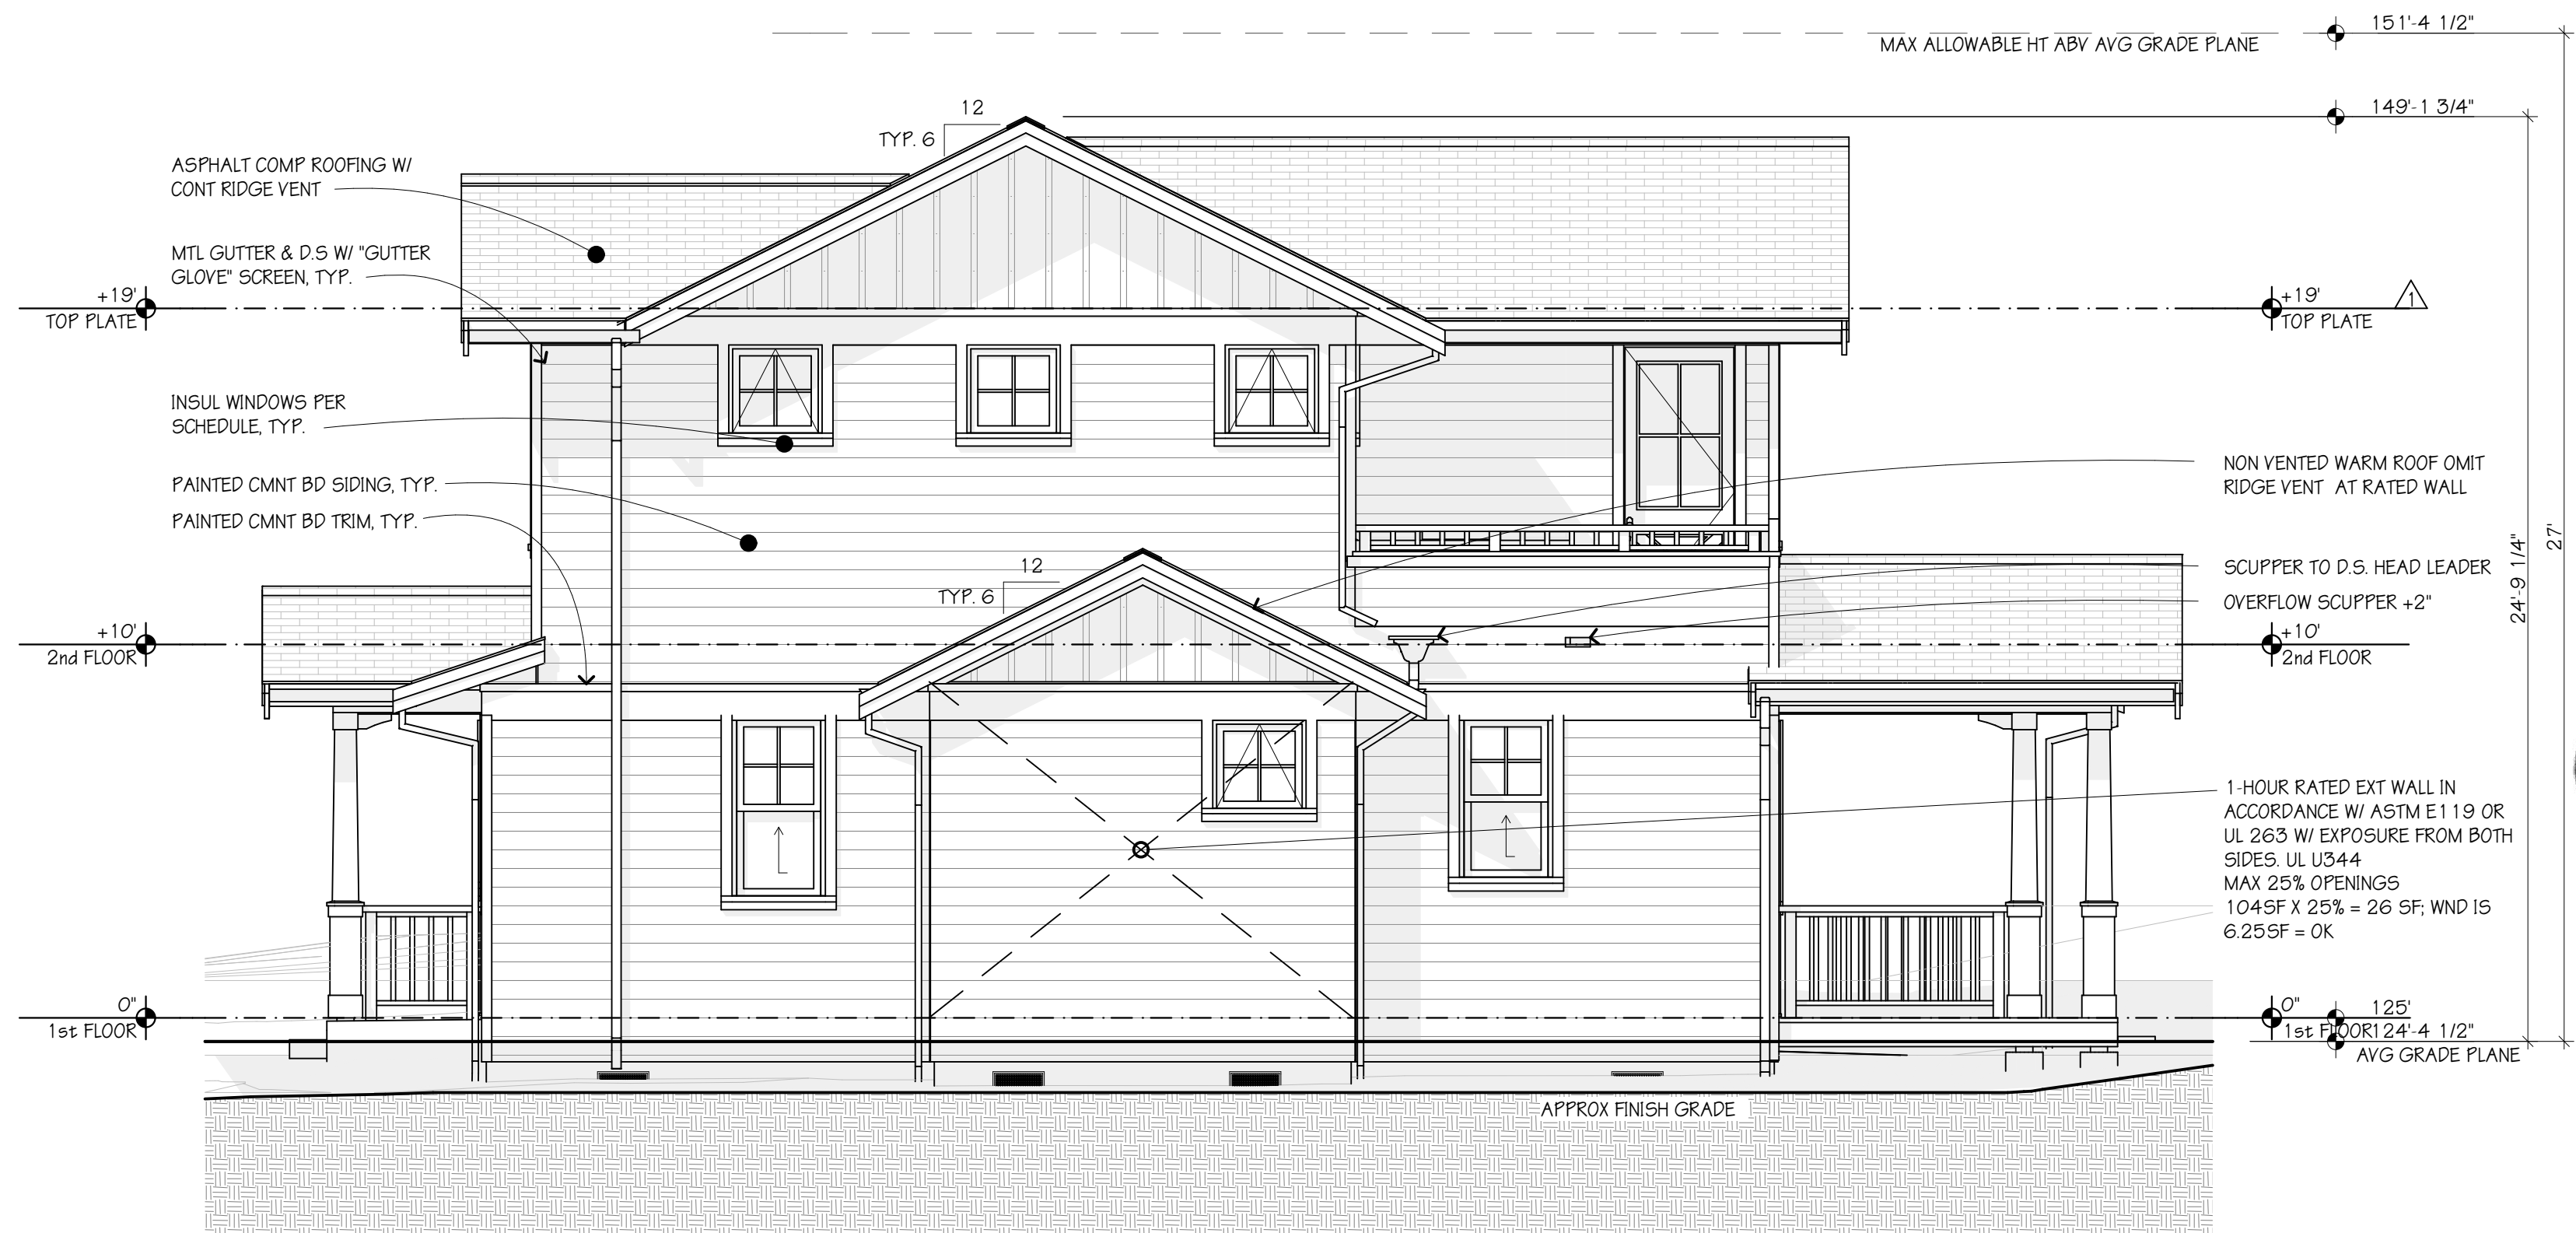 151'-4 1/2"
MAX ALLOWABLE HT ABV AVG GRADE PLANE
12
TYP. 6
149'-1 3/4"
ASPHALT COMP ROOFING W/
CONT RIDGE VENT
MTL GUTTER & D.S W/ "GUTTER
GLOVE" SCREEN, TYP.
+19'
TOP PLATE
+19'
TOP PLATE
1
INSUL WINDOWS PER
SCHEDULE, TYP.
PAINTED CMNT BD SIDING, TYP.
PAINTED CMNT BD TRIM, TYP.
NON VENTED WARM ROOF OMIT
RIDGE VENT AT RATED WALL
27'
24'-9 1/4"
12
TYP. 6
SCUPPER TO D.S. HEAD LEADER
OVERFLOW SCUPPER +2"
+10'
2nd FLOOR
+10'
2nd FLOOR
1-HOUR RATED EXT WALL IN
ACCORDANCE W/ ASTM E119 OR
UL 263 W/ EXPOSURE FROM BOTH
SIDES. UL U344
MAX 25% OPENINGS
104SF X 25% = 26 SF; WND IS
6.25SF = OK
0"
1st FLOOR
0"
1st FLOOR
125'
124'-4 1/2"
AVG GRADE PLANE
APPROX FINISH GRADE